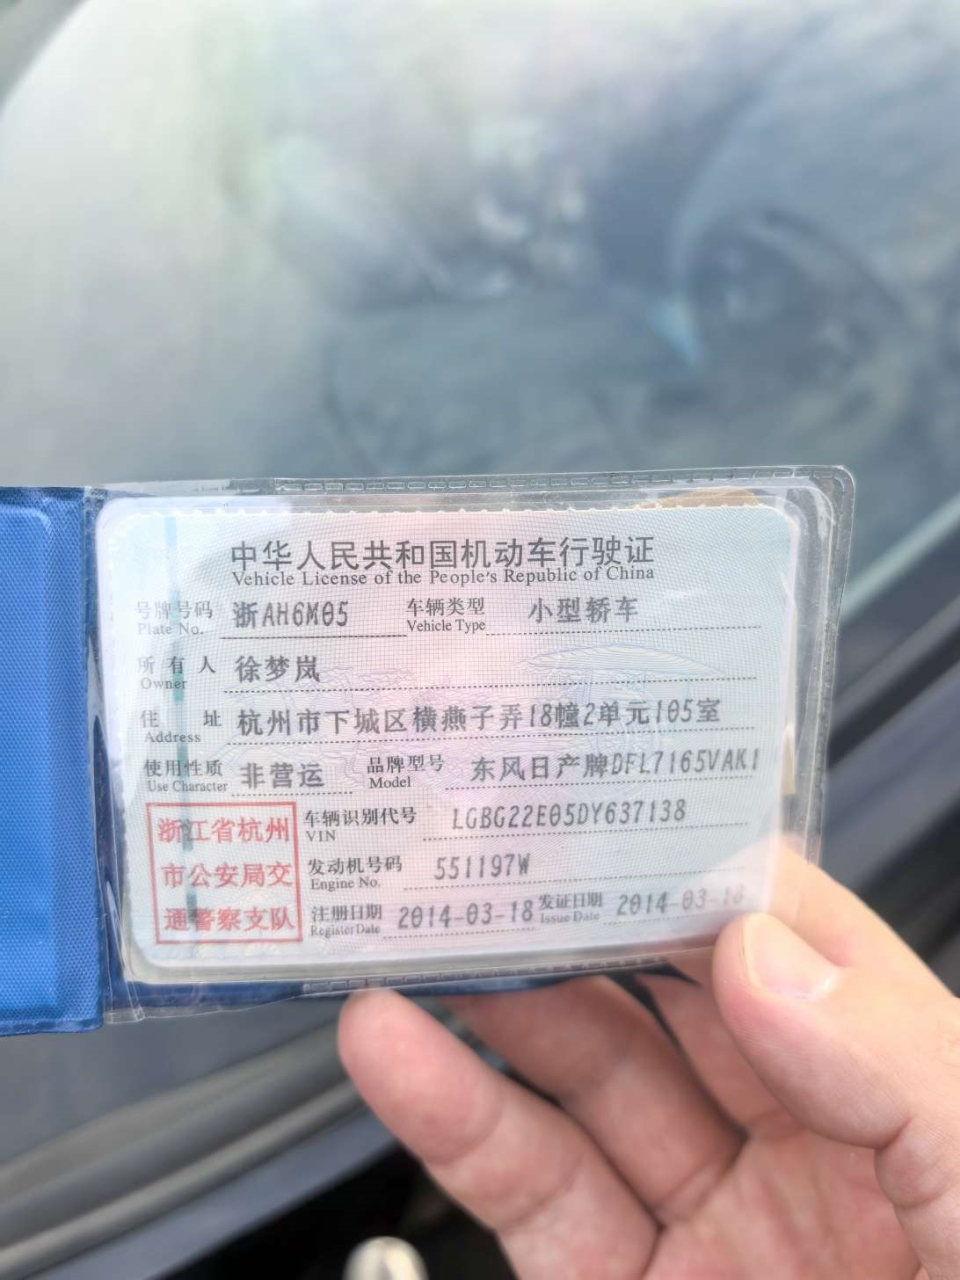 中华人民共和国机动车行驶证
Vehicle License of the People's Republic of China
号牌号码 浙AH6M05 车辆类型 小型轿车
Plate No. Vehicle Type
所有人 徐梦岚
Owner
住址 杭州市下城区横燕子弄18幢2单元105室
Address
使用性质 非营运 品牌型号 东风日产牌DFL7165VAK1
Use Character Model
浙江省杭州
市公安局交
通警察支队
车辆识别代号 LGBG22E05DY637138
VIN
发动机号码 551197W
Engine No.
注册日期 2014-03-18 发证日期 2014-03-18
Register Date Issue Date